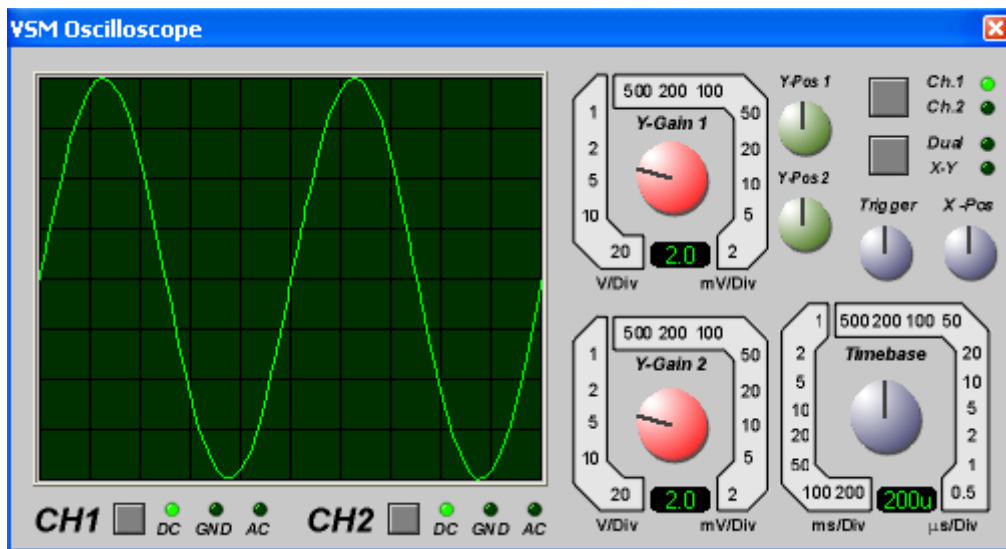 VSM Oscilloscope
500 200 100
1
50
2
20
5
10
10
5
20
2
Y-Gain 1
2.0
V/Div
mV/Div
Y-Pos 1
Y-Pos 2
Ch.1
Ch.2
Dual
X-Y
Trigger
X -Pos
500 200 100
1
50
2
20
5
10
10
5
20
2
Y-Gain 2
2.0
V/Div
mV/Div
1
500 200 100 50
2
20
5
10
10
5
20
2
50
1
100 200
0.5
Timebase
200u
ms/Div
µs/Div
CH1
DC
GND
AC
CH2
DC
GND
AC